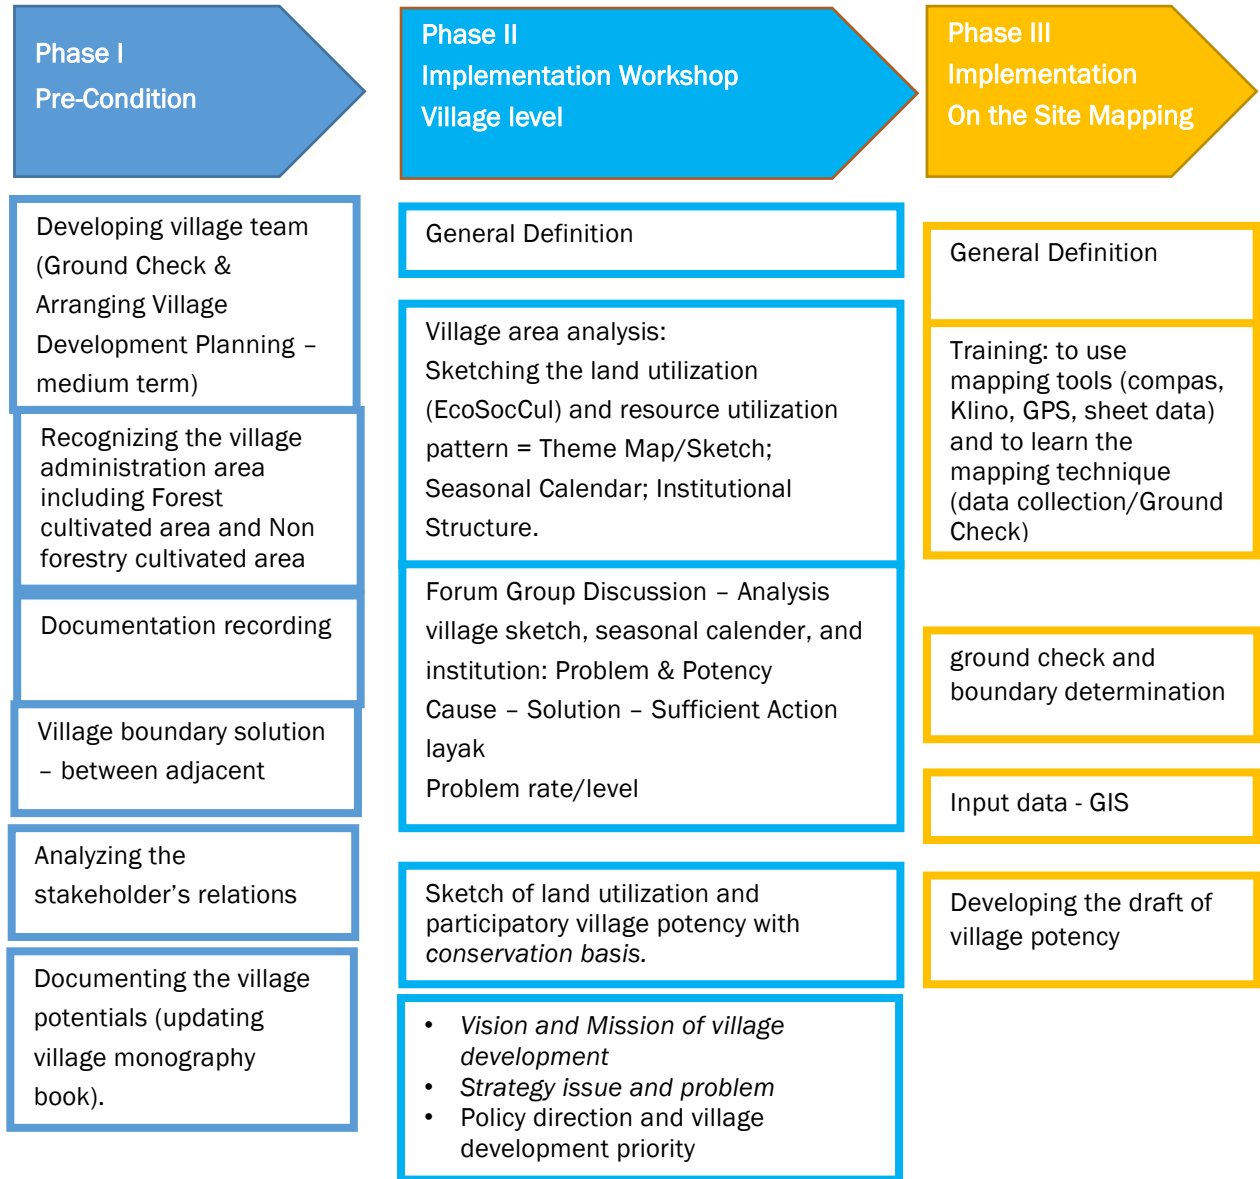 Phase I
Pre-Condition
Phase II
Implementation Workshop
Village level
Phase III
Implementation
On the Site Mapping
Developing village team
(Ground Check &
Arranging Village
Development Planning –
medium term)
Recognizing the village
administration area
including Forest
cultivated area and Non
forestry cultivated area
Documentation recording
Village boundary solution
– between adjacent
Analyzing the
stakeholder’s relations
Documenting the village
potentials (updating
village monography
book).
General Definition
Village area analysis:
Sketching the land utilization
(EcoSocCul) and resource utilization
pattern = Theme Map/Sketch;
Seasonal Calendar; Institutional
Structure.
Forum Group Discussion – Analysis
village sketch, seasonal calender, and
institution: Problem & Potency
Cause – Solution – Sufficient Action
layak
Problem rate/level
Sketch of land utilization and
participatory village potency with
conservation basis.
• Vision and Mission of village
development
• Strategy issue and problem
• Policy direction and village
development priority
General Definition
Training: to use
mapping tools (compas,
Klino, GPS, sheet data)
and to learn the
mapping technique
(data collection/Ground
Check)
ground check and
boundary determination
Input data - GIS
Developing the draft of
village potency